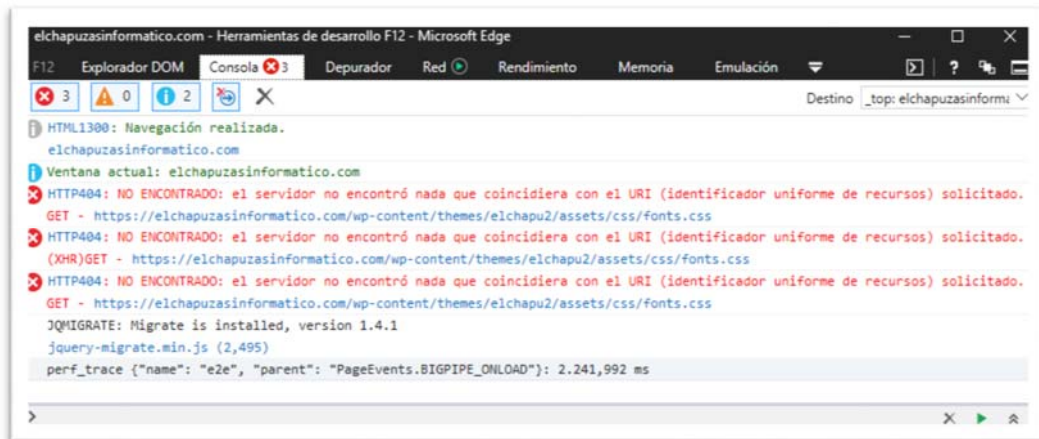 elchapuzasinformatico.com - Herramientas de desarrollo F12 - Microsoft Edge
F12 Explorador DOM Consola 3 Depurador Red Rendimiento Memoria Emulación ?
3 0 2 Destino _top: elchapuzasinforma
HTML1300: Navegación realizada.
elchapuzasinformatico.com
Ventana actual: elchapuzasinformatico.com
HTTP404: NO ENCONTRADO: el servidor no encontró nada que coincidiera con el URI (identificador uniforme de recursos) solicitado.
GET - https://elchapuzasinformatico.com/wp-content/themes/elchapu2/assets/css/fonts.css
HTTP404: NO ENCONTRADO: el servidor no encontró nada que coincidiera con el URI (identificador uniforme de recursos) solicitado.
(XHR)GET - https://elchapuzasinformatico.com/wp-content/themes/elchapu2/assets/css/fonts.css
HTTP404: NO ENCONTRADO: el servidor no encontró nada que coincidiera con el URI (identificador uniforme de recursos) solicitado.
GET - https://elchapuzasinformatico.com/wp-content/themes/elchapu2/assets/css/fonts.css
JQMIGRATE: Migrate is installed, version 1.4.1
jquery-migrate.min.js (2,495)
perf_trace {"name": "e2e", "parent": "PageEvents.BIGPIPE_ONLOAD"}: 2.241,992 ms